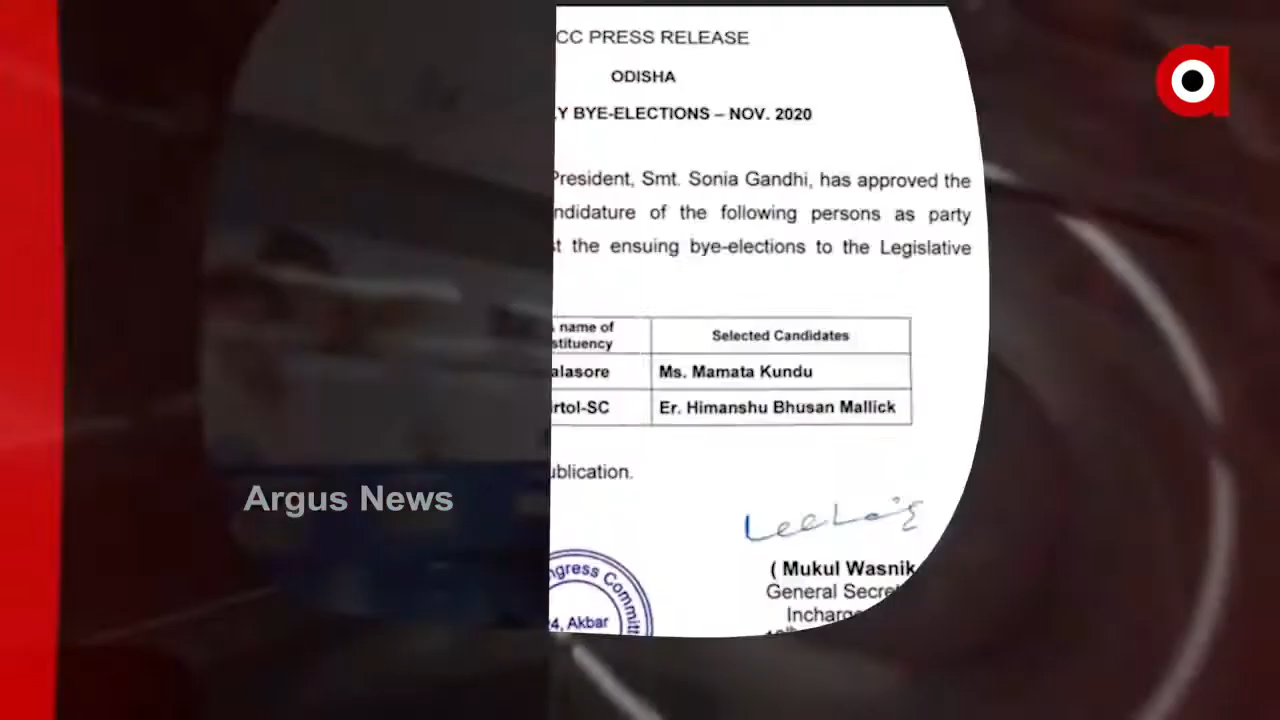 CC PRESS RELEASE
ODISHA
Y BYE-ELECTIONS – NOV. 2020
President, Smt. Sonia Gandhi, has approved the
ndidature of the following persons as party
t the ensuing bye-elections to the Legislative
name of
stituency
Selected Candidates
alasore
Ms. Mamata Kundu
rtol-SC
Er. Himanshu Bhusan Mallick
ublication.
Argus News
ngress Committ
24, Akbar
( Mukul Wasnik
General Secre
Incharg